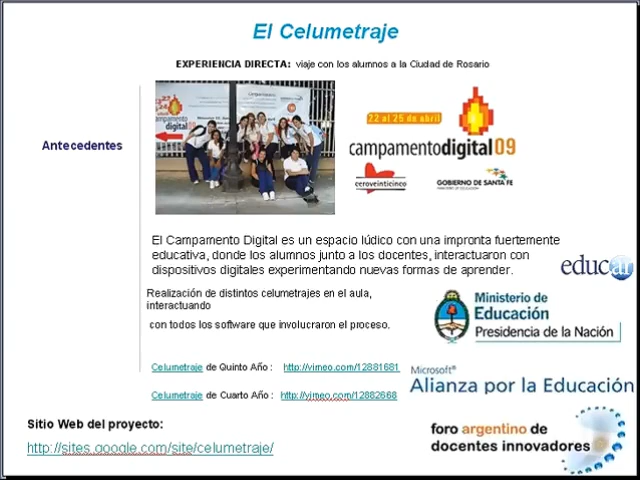 El Celumetraje
EXPERIENCIA DIRECTA: viaje con los alumnos a la Ciudad de Rosario
Antecedentes
campamento
digital 09
22 al 25 de abril
campamentodigital09
ceroveinticinco
GOBIERNO DE SANTA FE
El Campamento Digital es un espacio lúdico con una impronta fuertemente
educativa, donde los alumnos junto a los docentes, interactuaron con
dispositivos digitales experimentando nuevas formas de aprender.
educ.ar
Realización de distintos celumetrajes en el aula,
interactuando
con todos los software que involucraron el proceso.
Ministerio de
Educación
Presidencia de la Nación
Celumetraje de Quinto Año : http://vimeo.com/12881681
Celumetraje de Cuarto Año : http://vimeo.com/12882668
Microsoft®
Alianza por la Educación
Sitio Web del proyecto:
http://sites.google.com/site/celumetraje/
foro argentino de
docentes innovadores